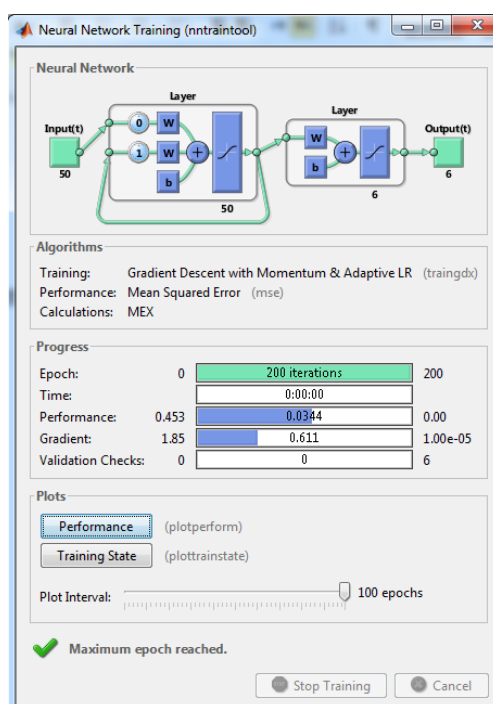 Neural Network Training (nntraintool)
Neural Network
Layer
Layer
Input(t)
0
W
Output(t)
1
W
W
b
b
50
50
6
6
Algorithms
Training: Gradient Descent with Momentum & Adaptive LR (traingdx)
Performance: Mean Squared Error (mse)
Calculations: MEX
Progress
Epoch: 0 200 iterations 200
Time: 0:00:00
Performance: 0.453 0.0344 0.00
Gradient: 1.85 0.611 1.00e-05
Validation Checks: 0 0 6
Plots
Performance (plotperform)
Training State (plottrainstate)
Plot Interval: 100 epochs
Maximum epoch reached.
Stop Training Cancel